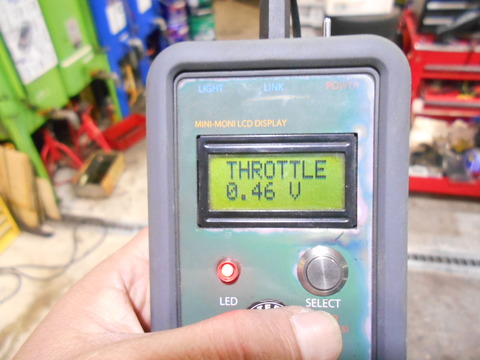 LIGHT LINK POWER
MINI-MONI LCD DISPLAY
THROTTLE
0.46 V
LED
SELECT